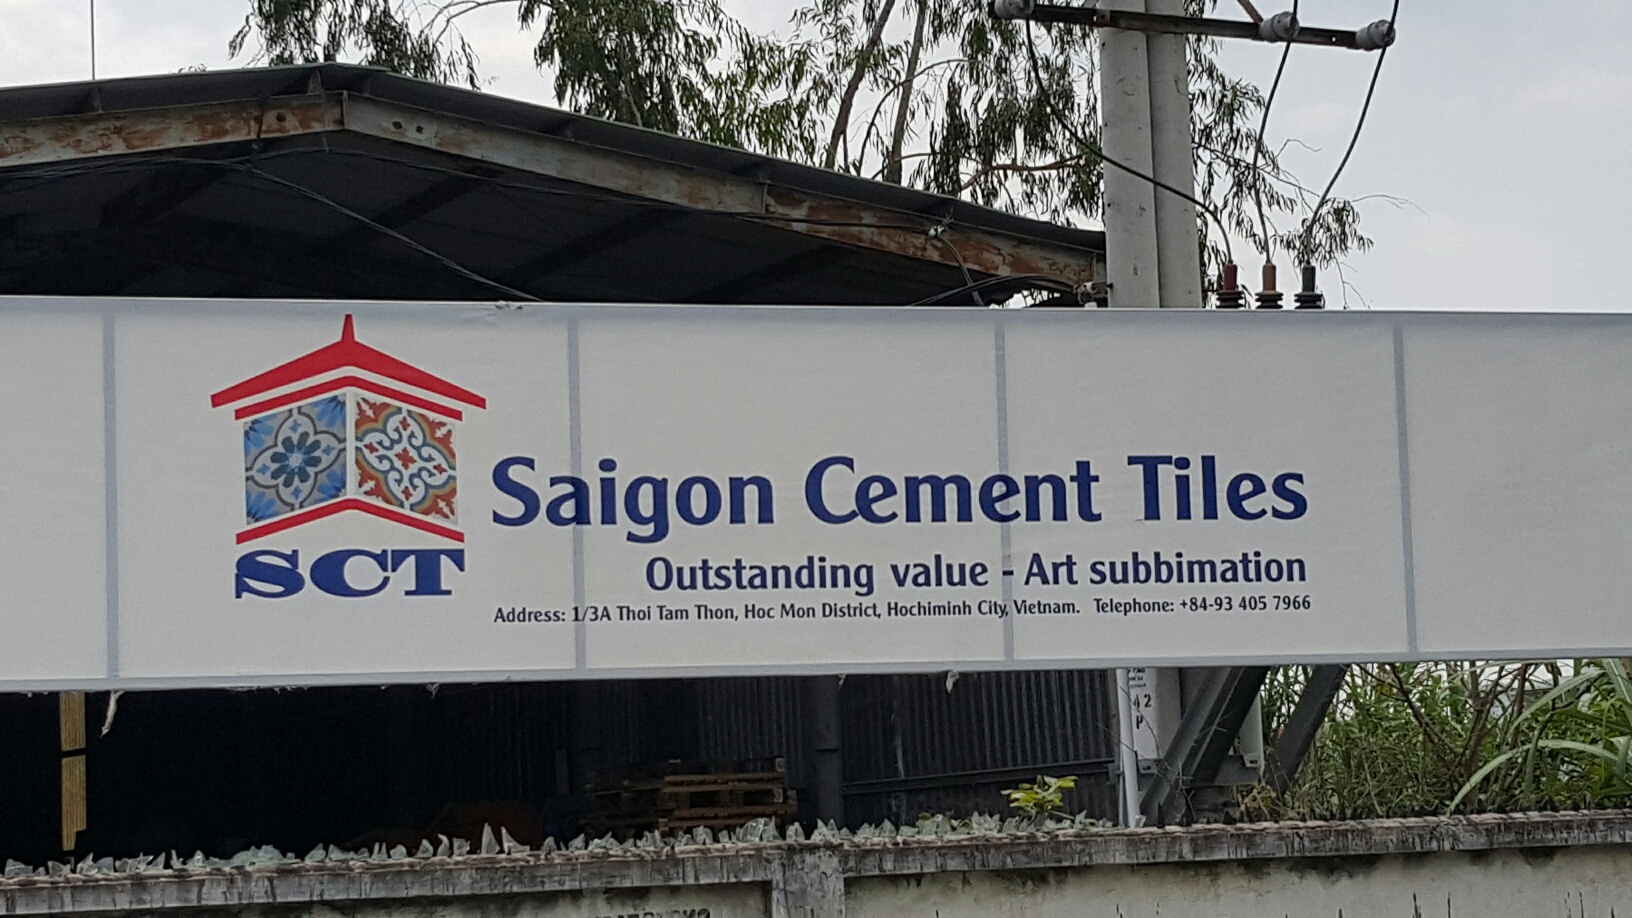 Saigon Cement Tiles
SCT
Outstanding value - Art subbimation
Address: 1/3A Thoi Tam Thon, Hoc Mon District, Hochiminh City, Vietnam. Telephone: +84-93 405 7966